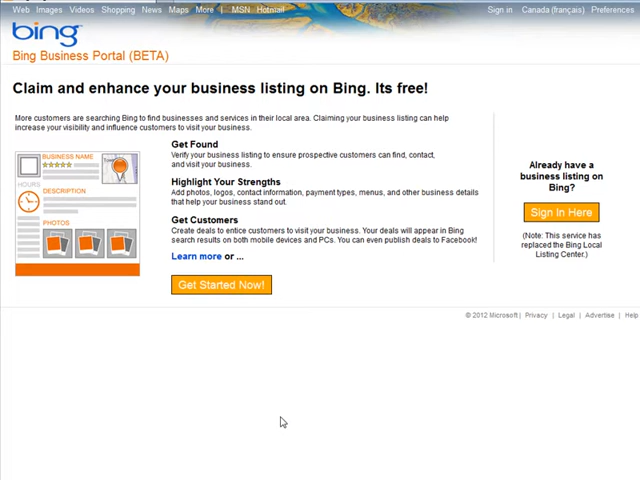 Web Images Videos Shopping News Maps More | MSN Hotmail Sign in Canada (français) Preferences
bing
Bing Business Portal (BETA)
Claim and enhance your business listing on Bing. Its free!
More customers are searching Bing to find businesses and services in their local area. Claiming your business listing can help
increase your visibility and influence customers to visit your business.
BUSINESS NAME
HOURS
DESCRIPTION
PHOTOS
Get Found
Verify your business listing to ensure prospective customers can find, contact,
and visit your business.
Highlight Your Strengths
Add photos, logos, contact information, payment types, menus, and other business details
that help your business stand out.
Get Customers
Create deals to entice customers to visit your business. Your deals will appear in Bing
search results on both mobile devices and PCs. You can even publish deals to Facebook!
Learn more or ...
Get Started Now!
Already have a
business listing on
Bing?
Sign In Here
(Note: This service has
replaced the Bing Local
Listing Center.)
© 2012 Microsoft | Privacy | Legal | Advertise | Help